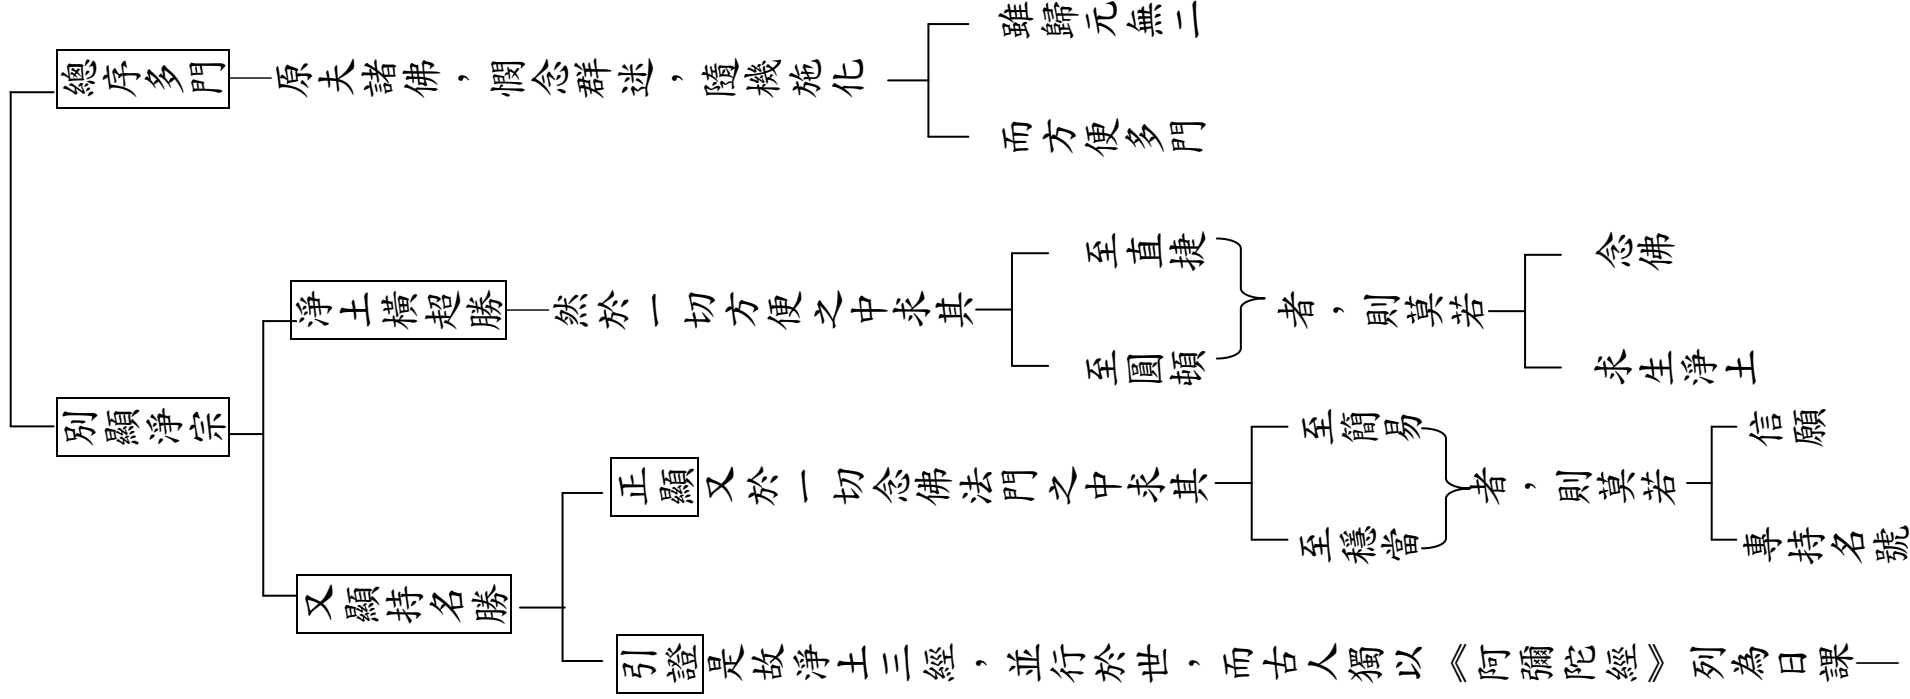 總序多門
原夫諸佛，憫念群迷，隨機施化
雖歸元無二
而方便多門
別顯淨宗
淨土橫超勝
然於一切方便之中求其
至直捷
至圓頓
者，則莫若
念佛
求生淨土
又顯持名勝
正顯
又於一切念佛法門之中求其
至簡易
至穩當
者，則莫若
信願
專持名號
引證
是故淨土三經，並行於世，而古人獨以《阿彌陀經》列為日課